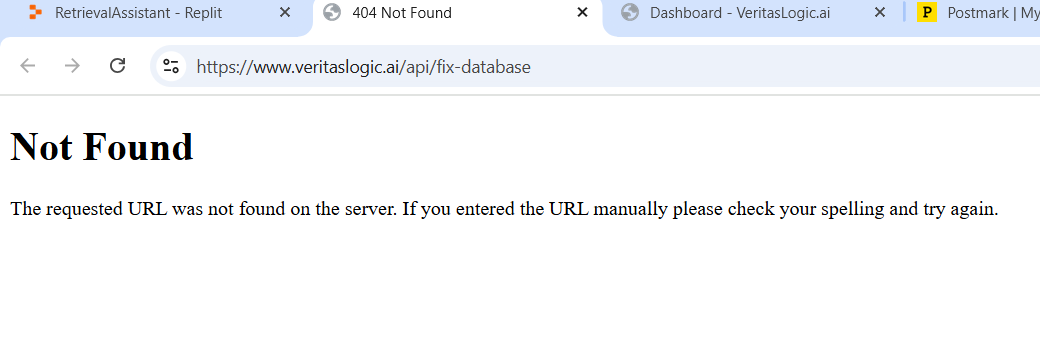 RetrievalAssistant - Replit
404 Not Found
Dashboard - VeritasLogic.ai
P Postmark | My
https://www.veritaslogic.ai/api/fix-database
Not Found
The requested URL was not found on the server. If you entered the URL manually please check your spelling and try again.